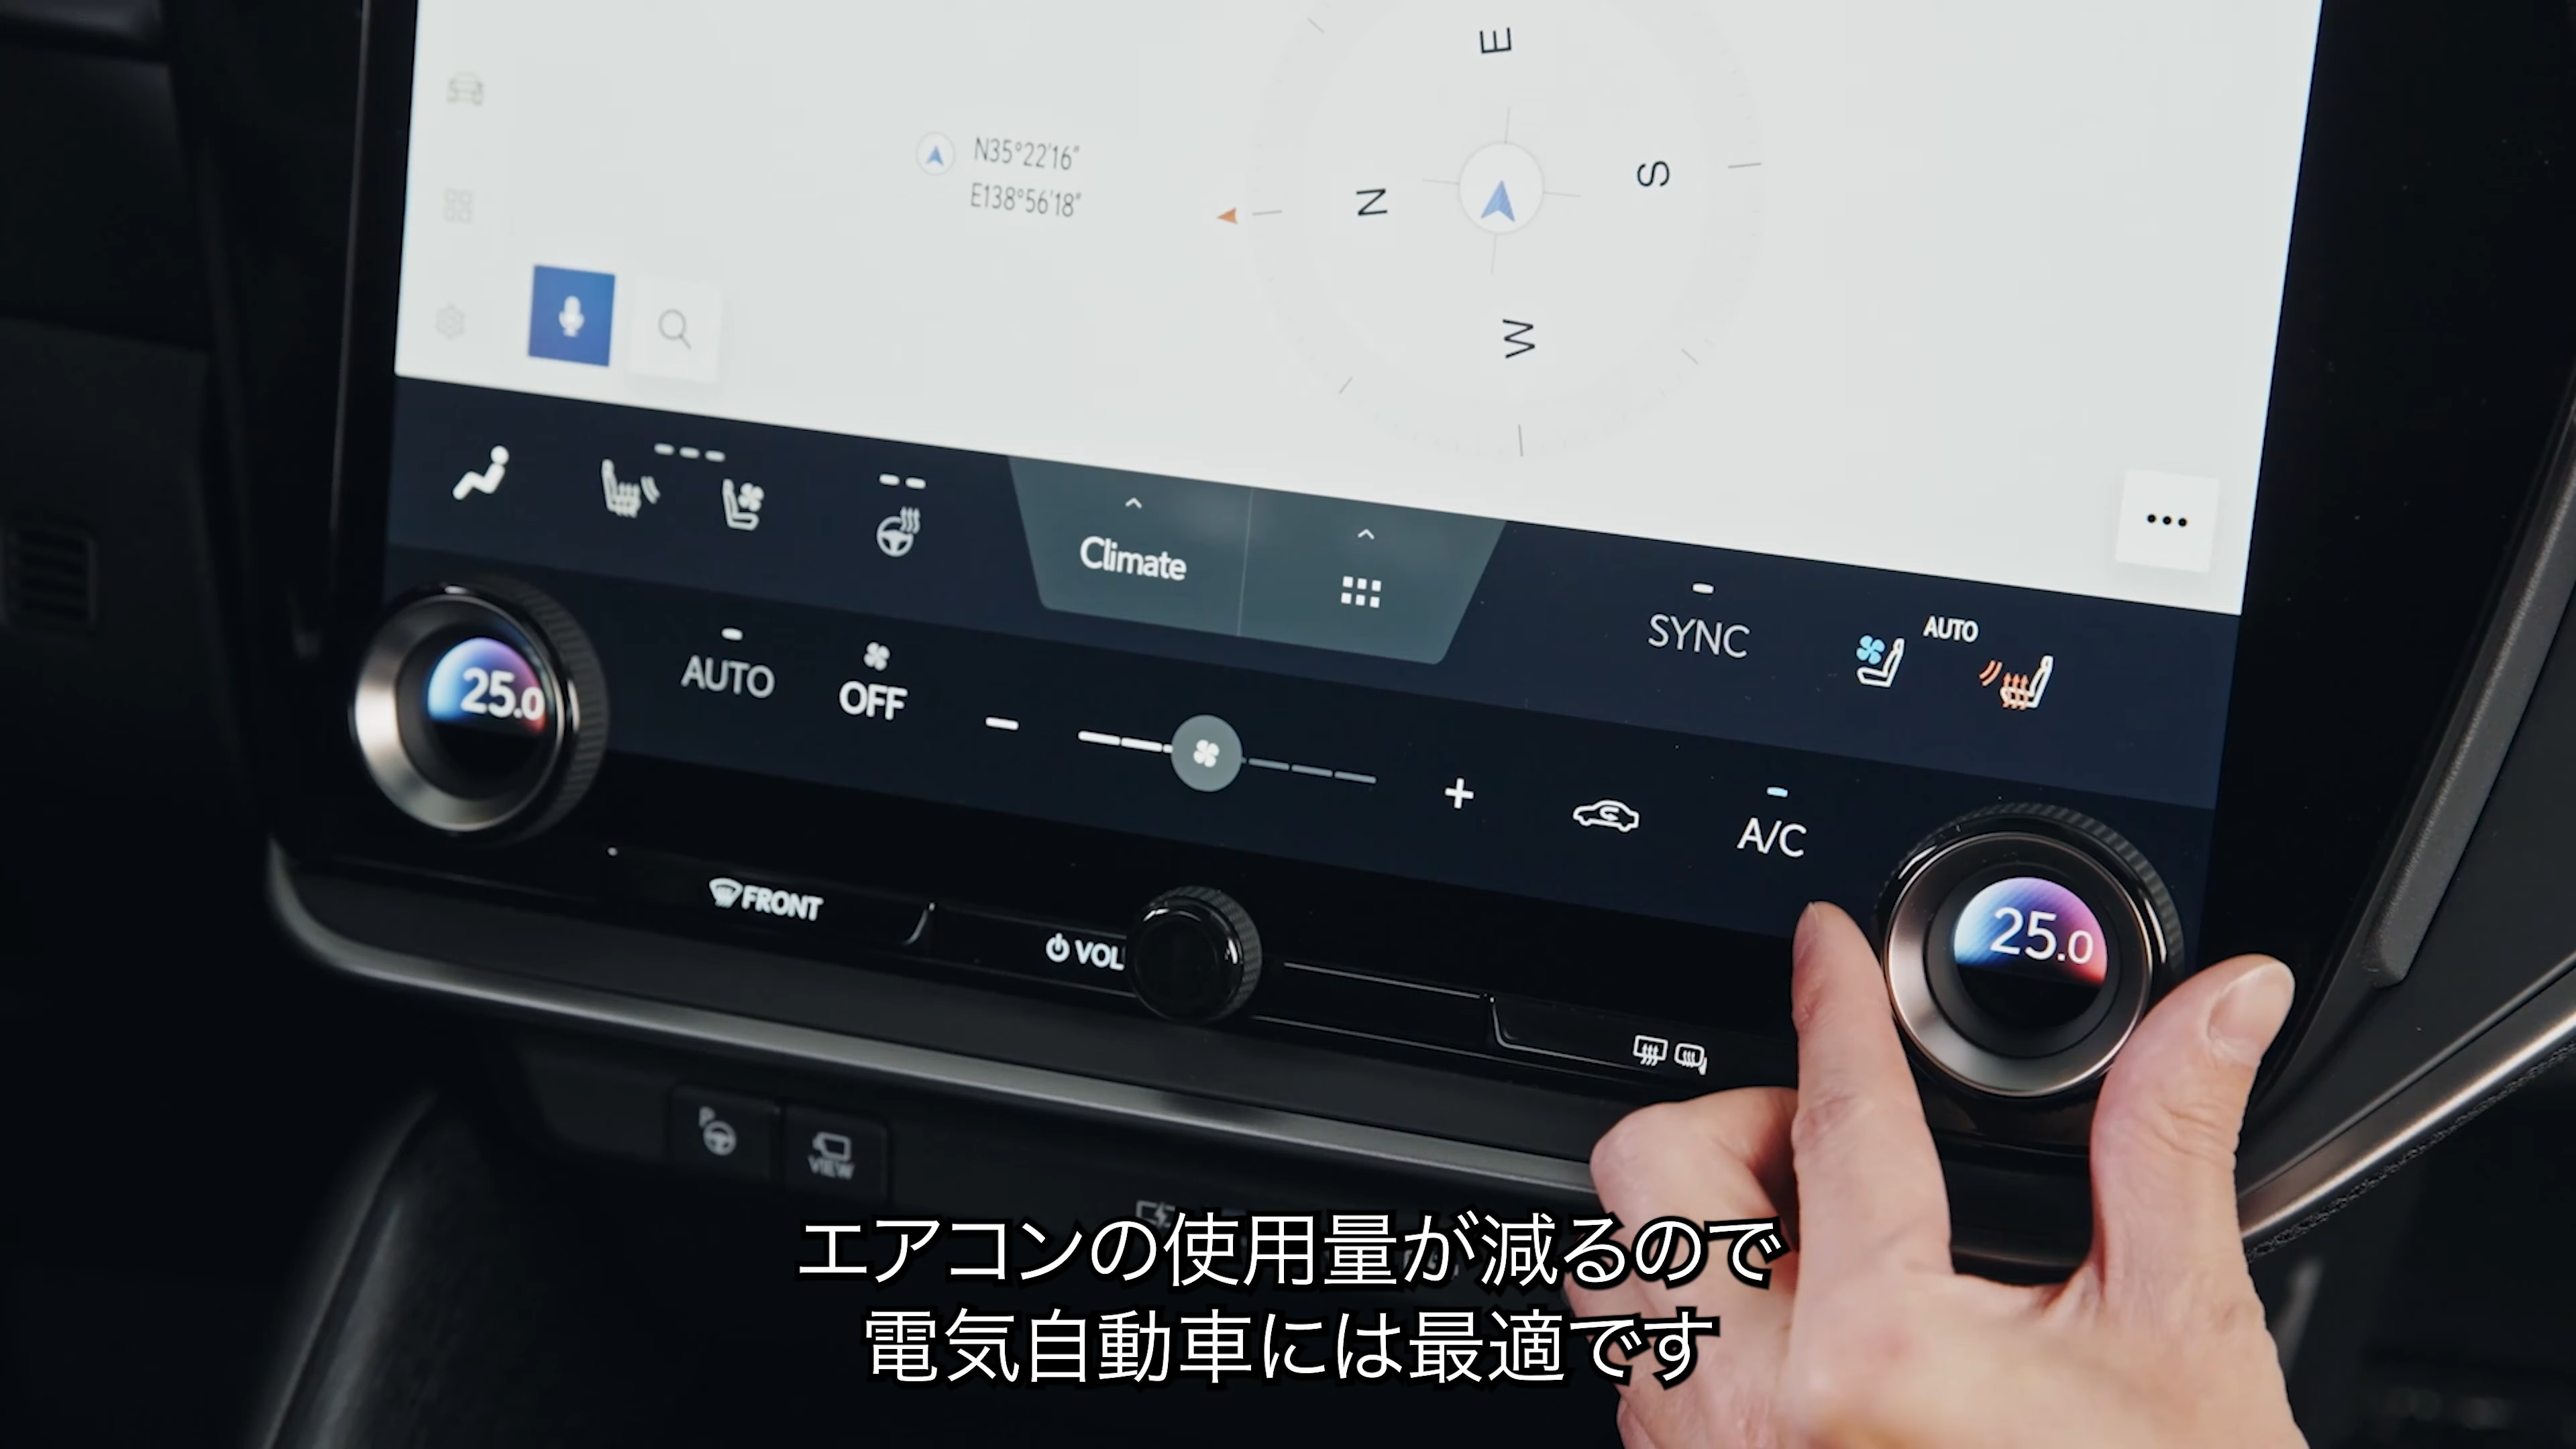 E
N35°22'16"
E138°56'18"
N
S
W
Climate
SYNC
AUTO
25.0
AUTO
OFF
A/C
25.0
FRONT
VOL
VIEW
P
エアコンの使用量が減るので
電気自動車には最適です